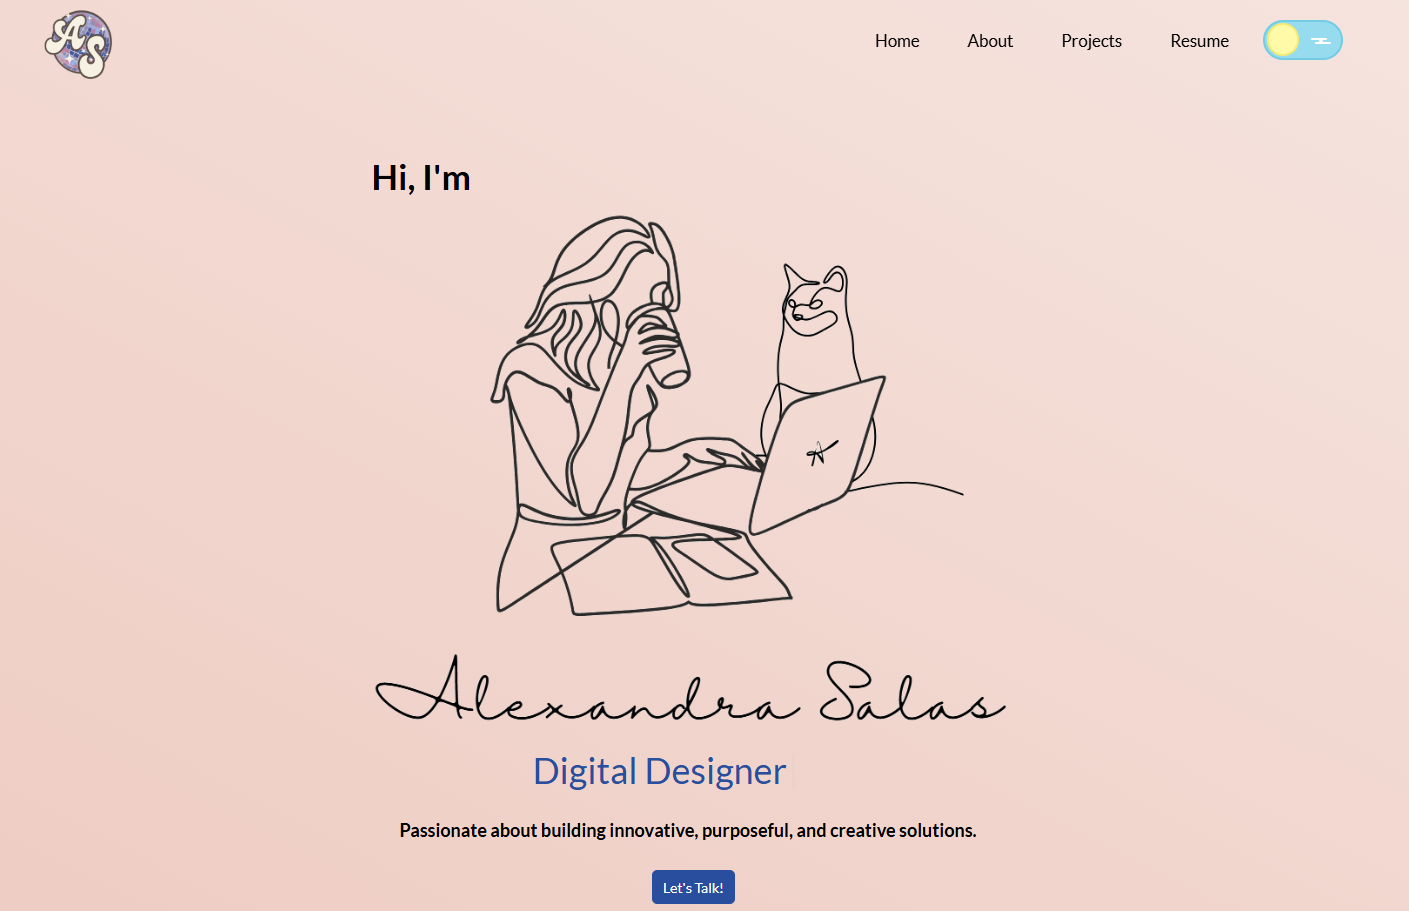 AS
Home About Projects Resume
Hi, I'm
A
Alexandra Salas
Digital Designer
Passionate about building innovative, purposeful, and creative solutions.
Let's Talk!